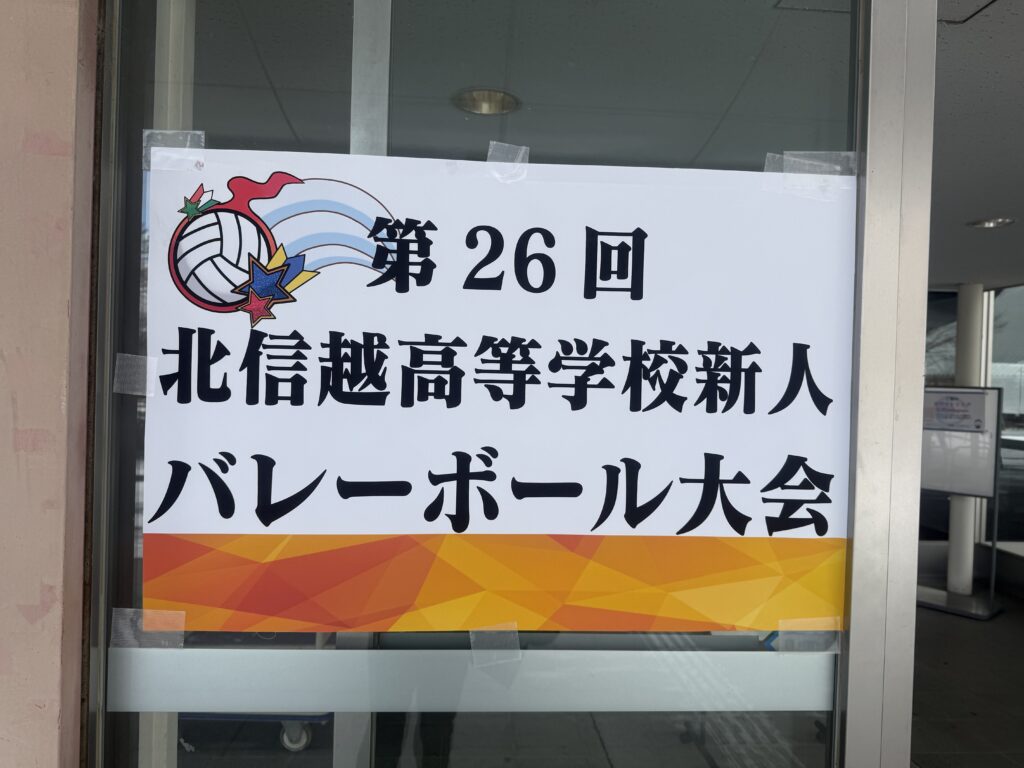 第26回
北信越高等学校新人
バレーボール大会